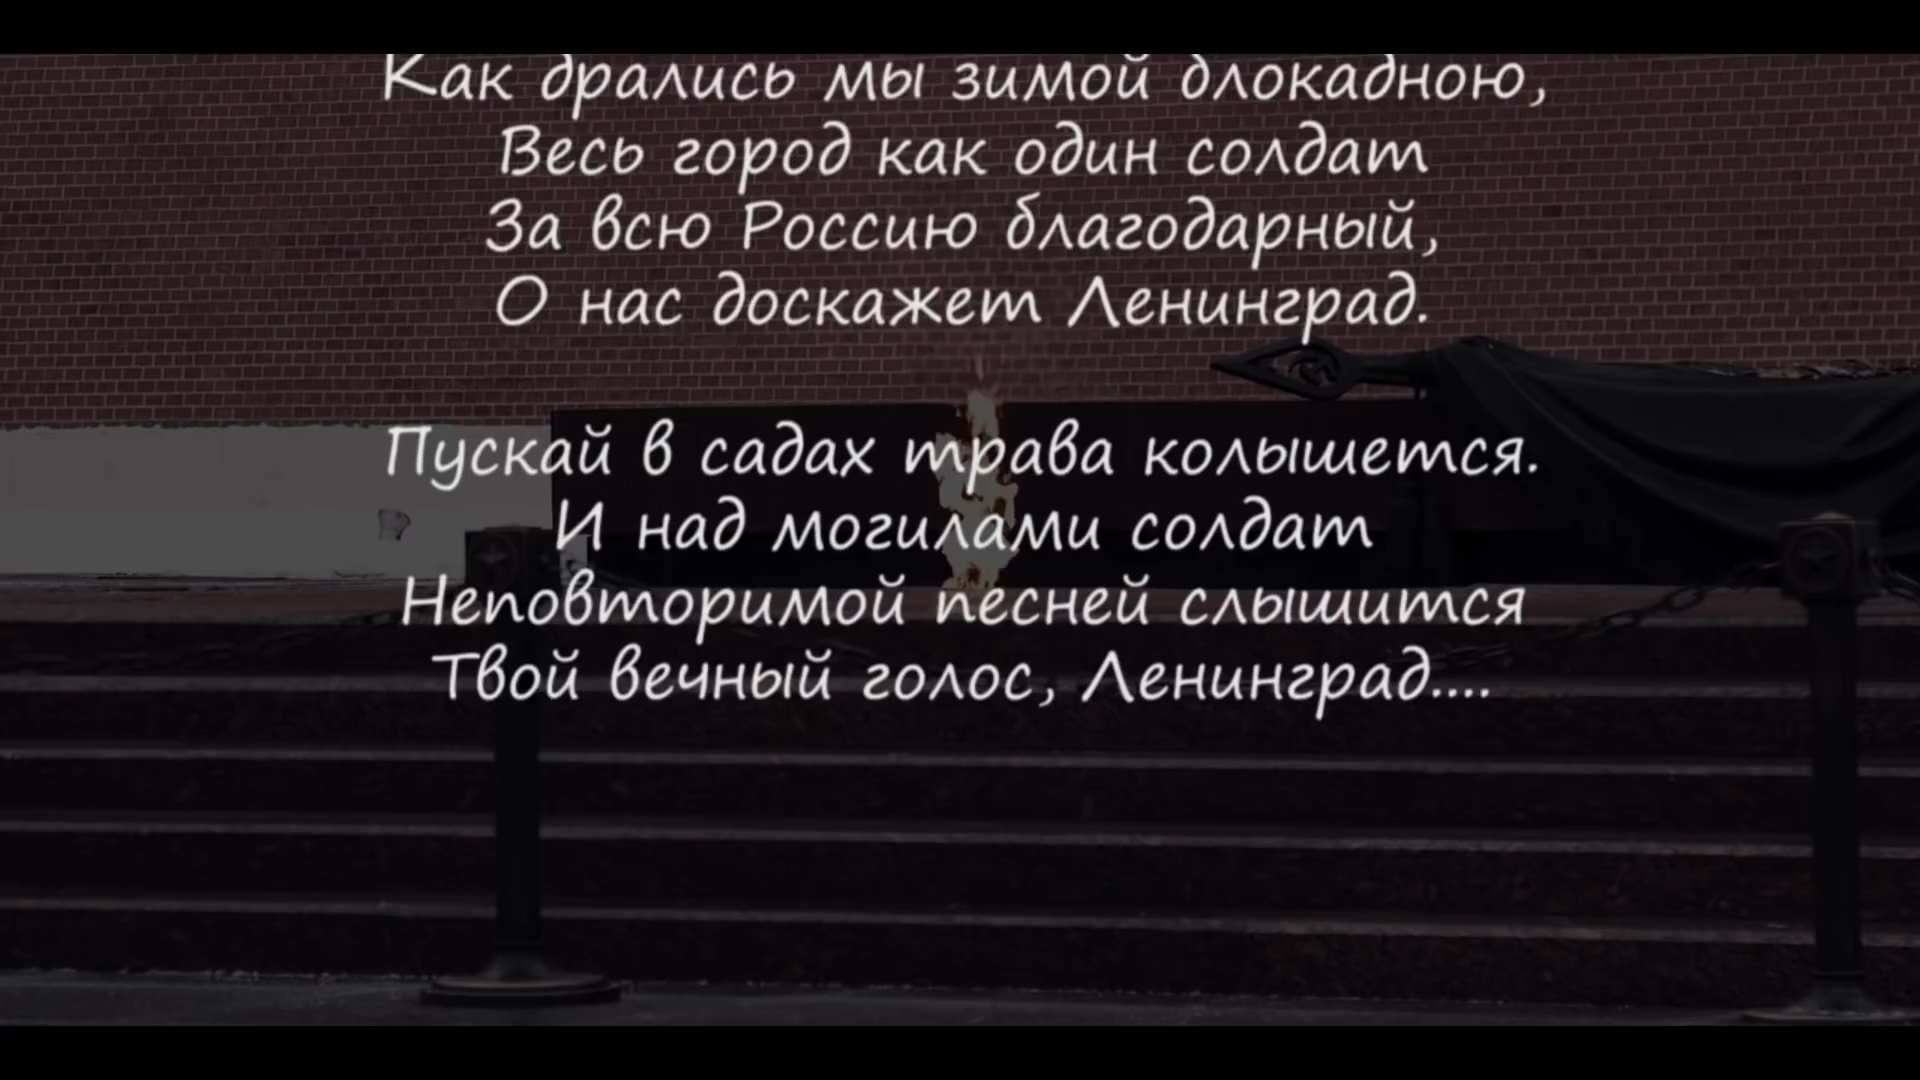 Как дрались мы зимой блокадною,
Весь город как один солдат
За всю Россию благодарный,
О нас доскажет Ленинград.
Пускай в садах трава колышется.
И над могилами солдат
Неповторимой песней слышится
Твой вечный голос, Ленинград....